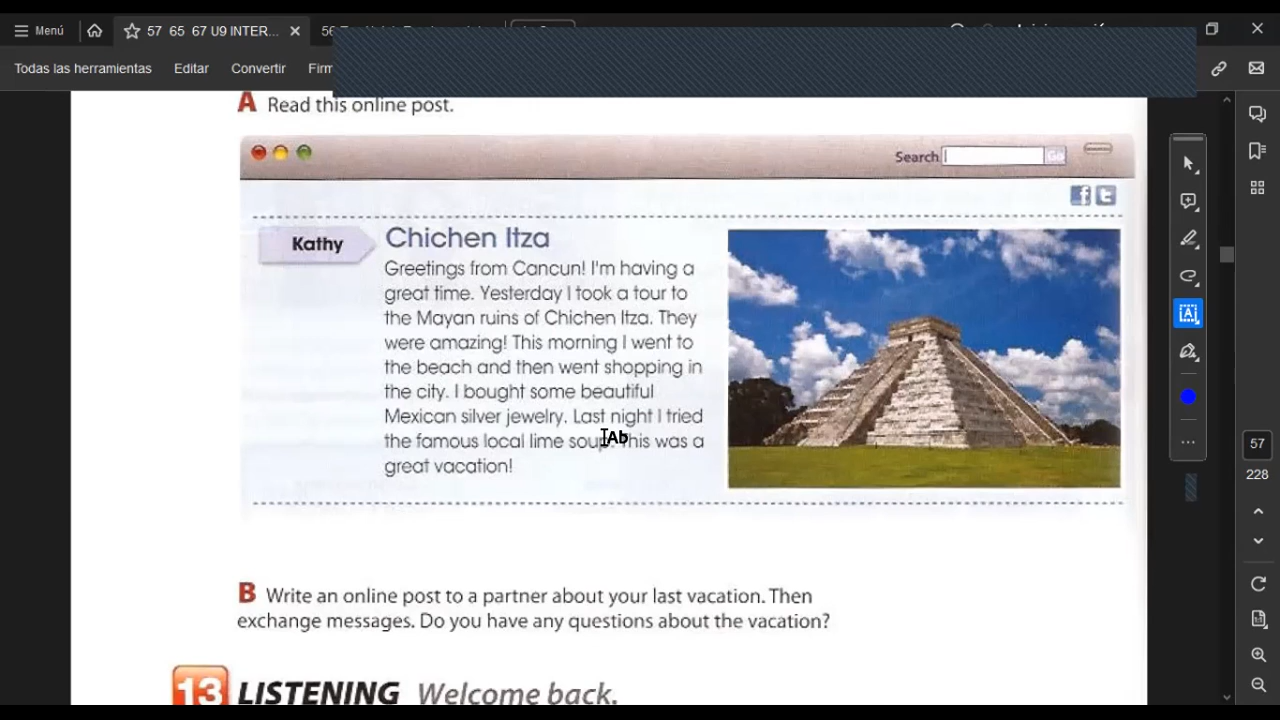 Menú
57 65 67 U9 INTER...
Todas las herramientas
Editar
Convertir
A Read this online post.
Search
Go
f t
Kathy
Chichen Itza
Greetings from Cancun! I'm having a
great time. Yesterday I took a tour to
the Mayan ruins of Chichen Itza. They
were amazing! This morning I went to
the beach and then went shopping in
the city. I bought some beautiful
Mexican silver jewelry. Last night I tried
the famous local lime soup. This was a
great vacation!
Ab
57
228
B Write an online post to a partner about your last vacation. Then
exchange messages. Do you have any questions about the vacation?
13 LISTENING Welcome back.